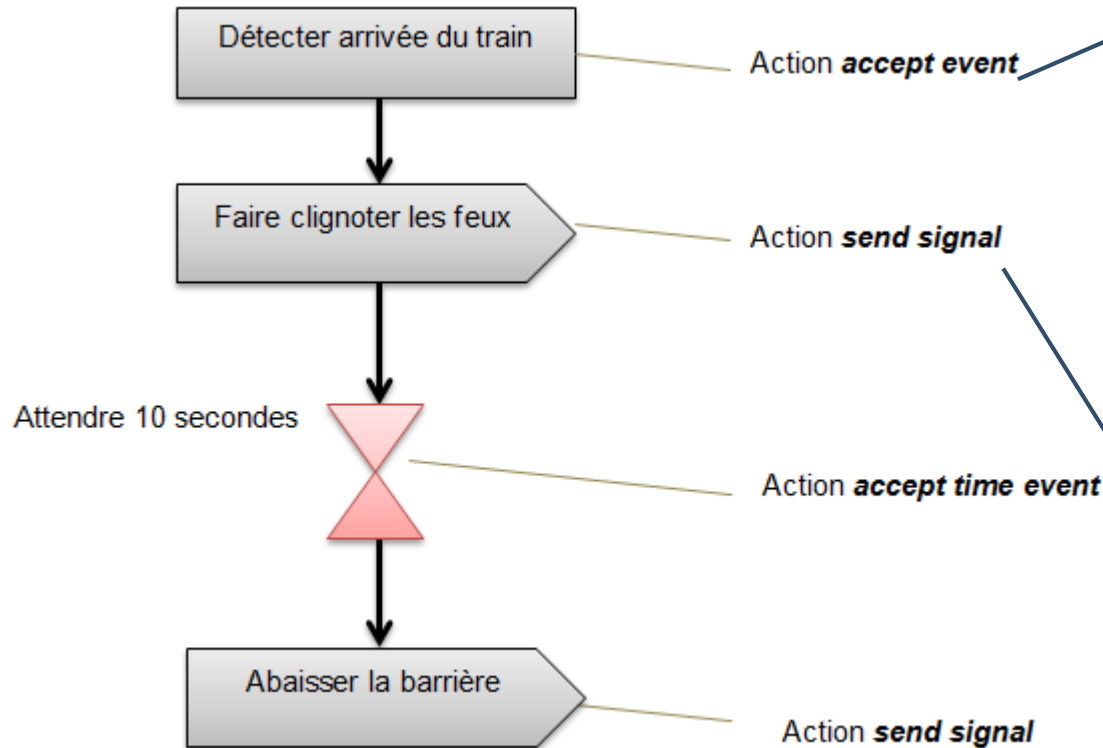 Détecter arrivée du train
Action accept event
Faire clignoter les feux
Action send signal
Attendre 10 secondes
Action accept time event
Abaisser la barrière
Action send signal